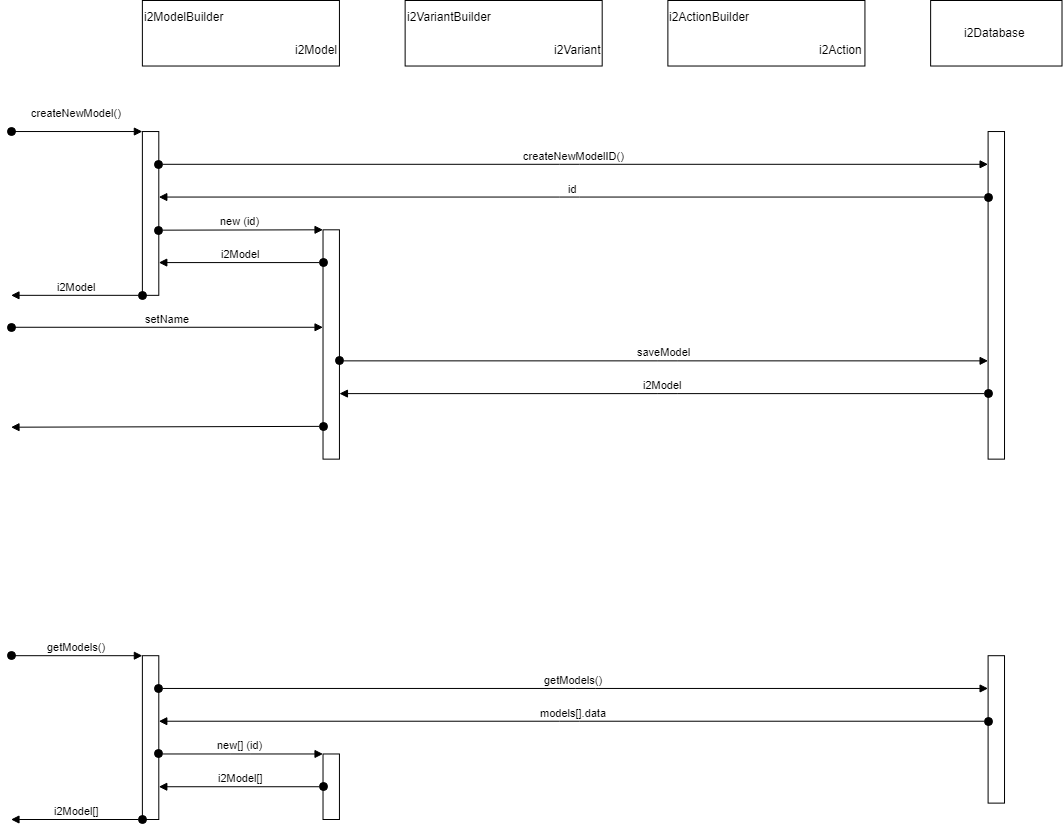 i2ModelBuilder
i2Model
i2VariantBuilder
i2Variant
i2ActionBuilder
i2Action
i2Database
createNewModel()
createNewModelID()
id
new (id)
i2Model
i2Model
setName
saveModel
i2Model
getModels()
getModels()
models[].data
new[] (id)
i2Model[]
i2Model[]